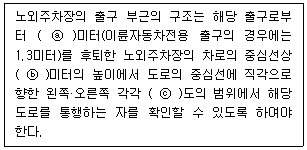 노외주차장의 출구 부근의 구조는 해당 출구로부
터 ( ⓐ )미터(이륜자동차전용 출구의 경우에는
1.3미터)를 후퇴한 노외주차장의 차로의 중심선상
( ⓑ )미터의 높이에서 도로의 중심선에 직각으로
향한 왼쪽·오른쪽 각각 ( ⓒ )도의 범위에서 해당
도로를 통행하는 자를 확인할 수 있도록 하여야
한다.